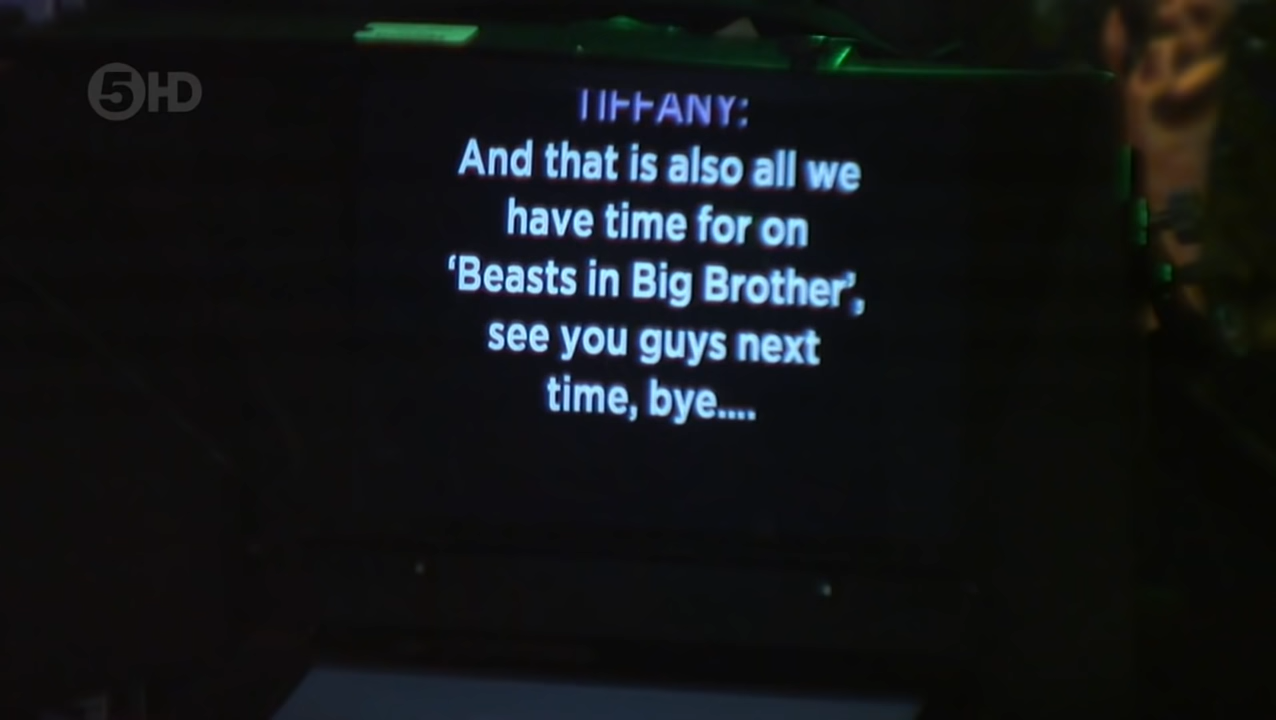 5HD
TIFFANY:
And that is also all we
have time for on
‘Beasts in Big Brother’,
see you guys next
time, bye....